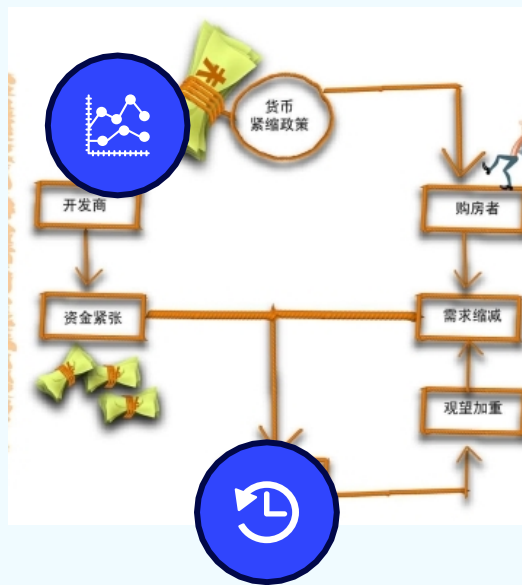 货币
紧缩政策
开发商
购房者
资金紧张
需求缩减
观望加重